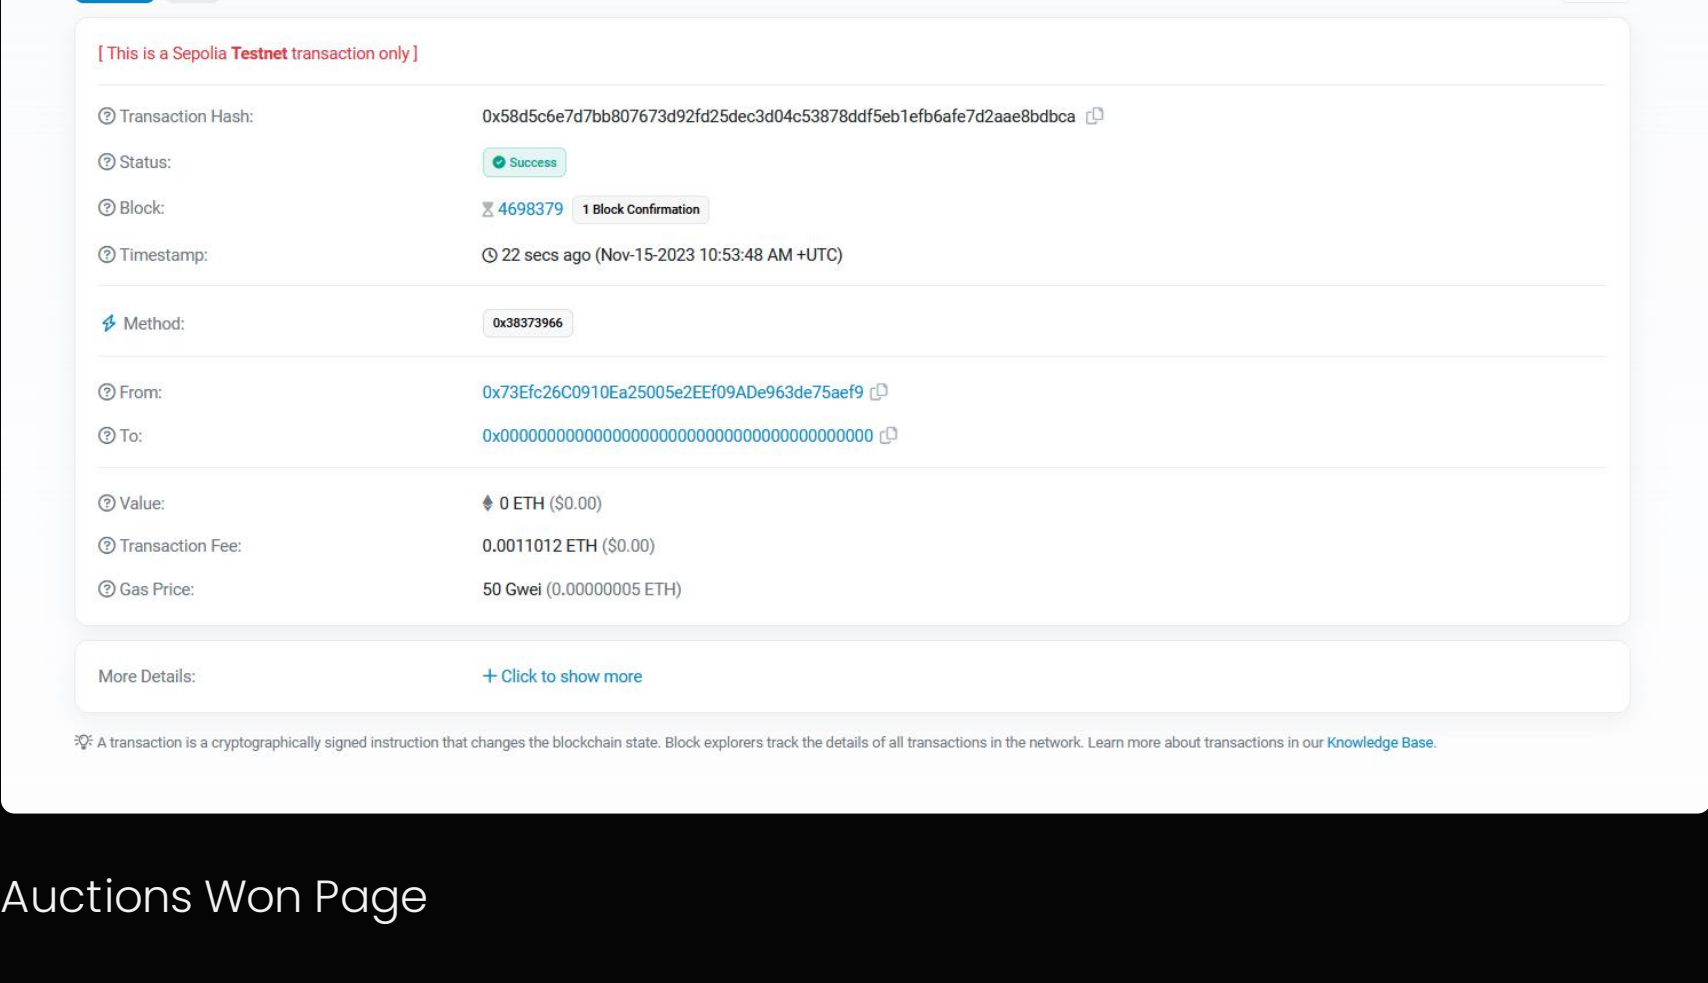 [ This is a Sepolia Testnet transaction only ]
Transaction Hash: 0x58d5c6e7d7bb807673d92fd25dec3d04c53878ddf5eb1efb6afe7d2aae8bdbca
Status: Success
Block: 4698379 1 Block Confirmation
Timestamp: 22 secs ago (Nov-15-2023 10:53:48 AM +UTC)
Method: 0x38373966
From: 0x73Efc26C0910Ea25005e2EEf09ADe963de75aef9
To: 0x0000000000000000000000000000000000000000
Value: 0 ETH ($0.00)
Transaction Fee: 0.0011012 ETH ($0.00)
Gas Price: 50 Gwei (0.00000005 ETH)
More Details: + Click to show more
A transaction is a cryptographically signed instruction that changes the blockchain state. Block explorers track the details of all transactions in the network. Learn more about transactions in our Knowledge Base.
Auctions Won Page